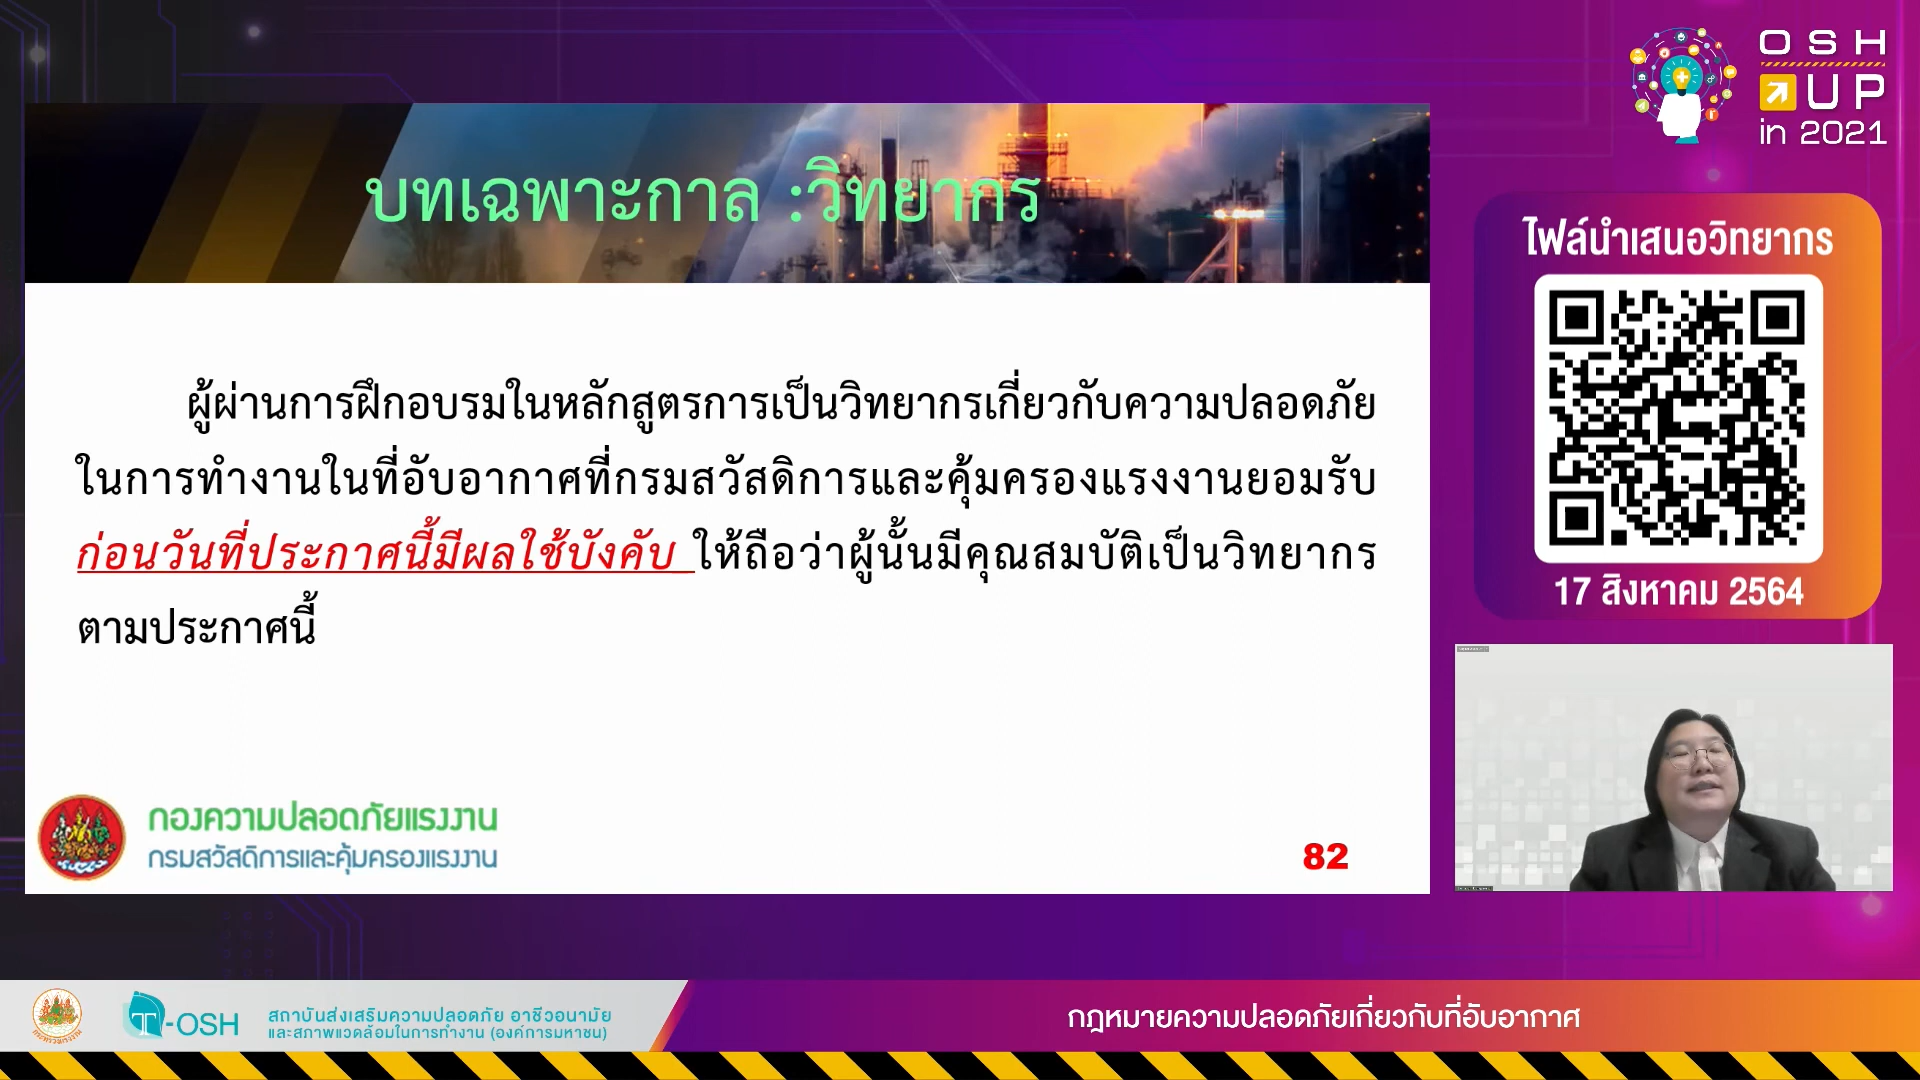 OSH
UP
in 2021
บทเฉพาะกาล :วิทยากร
ไฟล์นำเสนอวิทยากร
17 สิงหาคม 2564
ผู้ผ่านการฝึกอบรมในหลักสูตรการเป็นวิทยากรเกี่ยวกับความปลอดภัย
ในการทำงานในที่อับอากาศที่กรมสวัสดิการและคุ้มครองแรงงานยอมรับ
ก่อนวันที่ประกาศนี้มีผลใช้บังคับ ให้ถือว่าผู้นั้นมีคุณสมบัติเป็นวิทยากร
ตามประกาศนี้
กองความปลอดภัยแรงงาน
กรมสวัสดิการและคุ้มครองแรงงาน
82
กระทรวงแรงงาน
T-OSH
สถาบันส่งเสริมความปลอดภัย อาชีวอนามัย
และสภาพแวดล้อมในการทำงาน (องค์การมหาชน)
กฎหมายความปลอดภัยเกี่ยวกับที่อับอากาศ